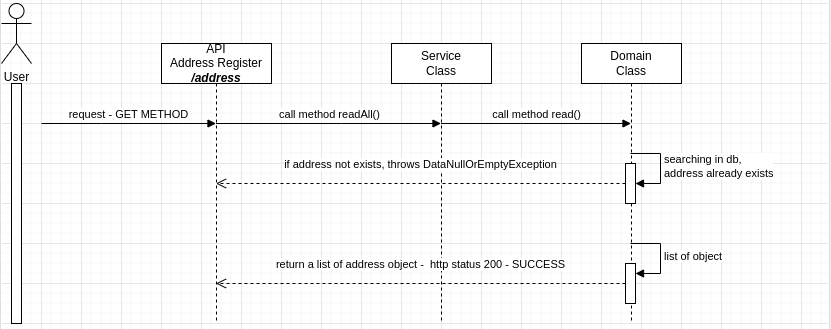 User
API
Address Register
/address
Service
Class
Domain
Class
request - GET METHOD
call method readAll()
call method read()
searching in db,
address already exists
if address not exists, throws DataNullOrEmptyException
list of object
return a list of address object - http status 200 - SUCCESS